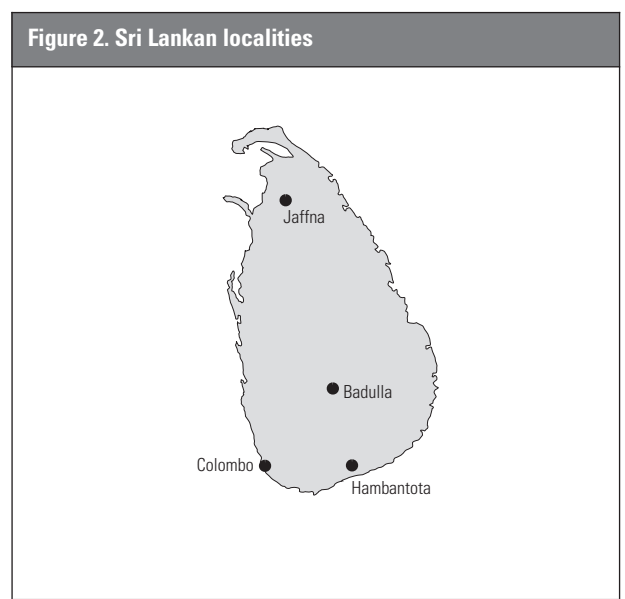 Figure 2. Sri Lankan localities
Jaffna
Badulla
Colombo
Hambantota